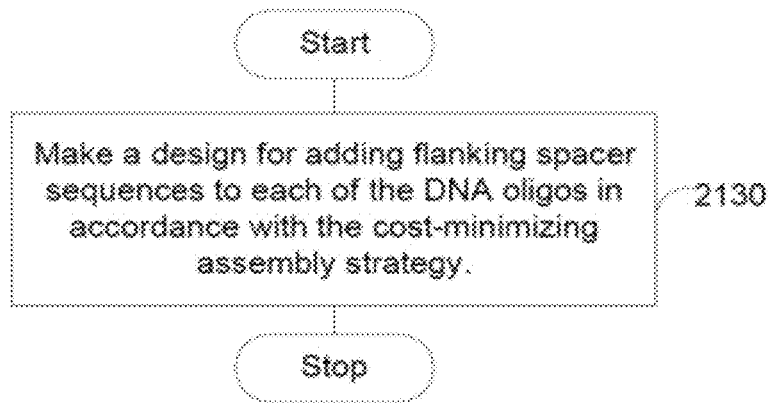 Start
Make a design for adding flanking spacer
sequences to each of the DNA oligos in
accordance with the cost-minimizing
assembly strategy.
2130
Stop